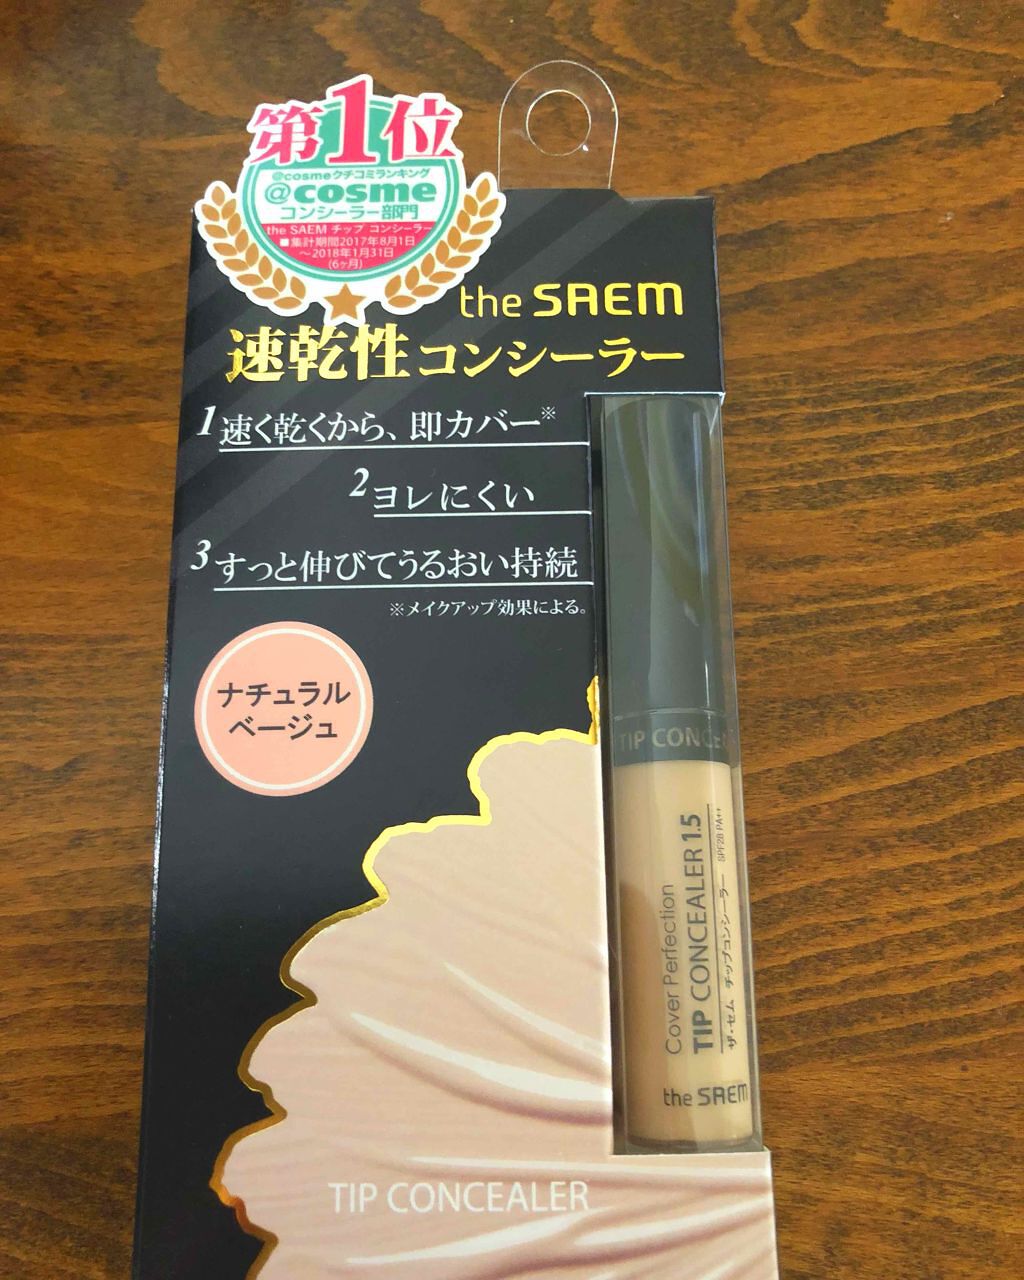 第1位
@cosmeクチコミランキング
@cosme
コンシーラー部門
the SAEM チップ コンシーラー
■集計期間2017年8月1日
～2018年1月31日
(6ヶ月)
the SAEM
速乾性コンシーラー
1 速く乾くから、即カバー※
2 ヨレにくい
3 すっと伸びてうるおい持続
※メイクアップ効果による。
ナチュラル
ベージュ
TIP CONCEA
Cover Perfection
TIP CONCEALER 1.5
ザ・セム チップコンシーラー SPF28 PA++
the SAEM
TIP CONCEALER